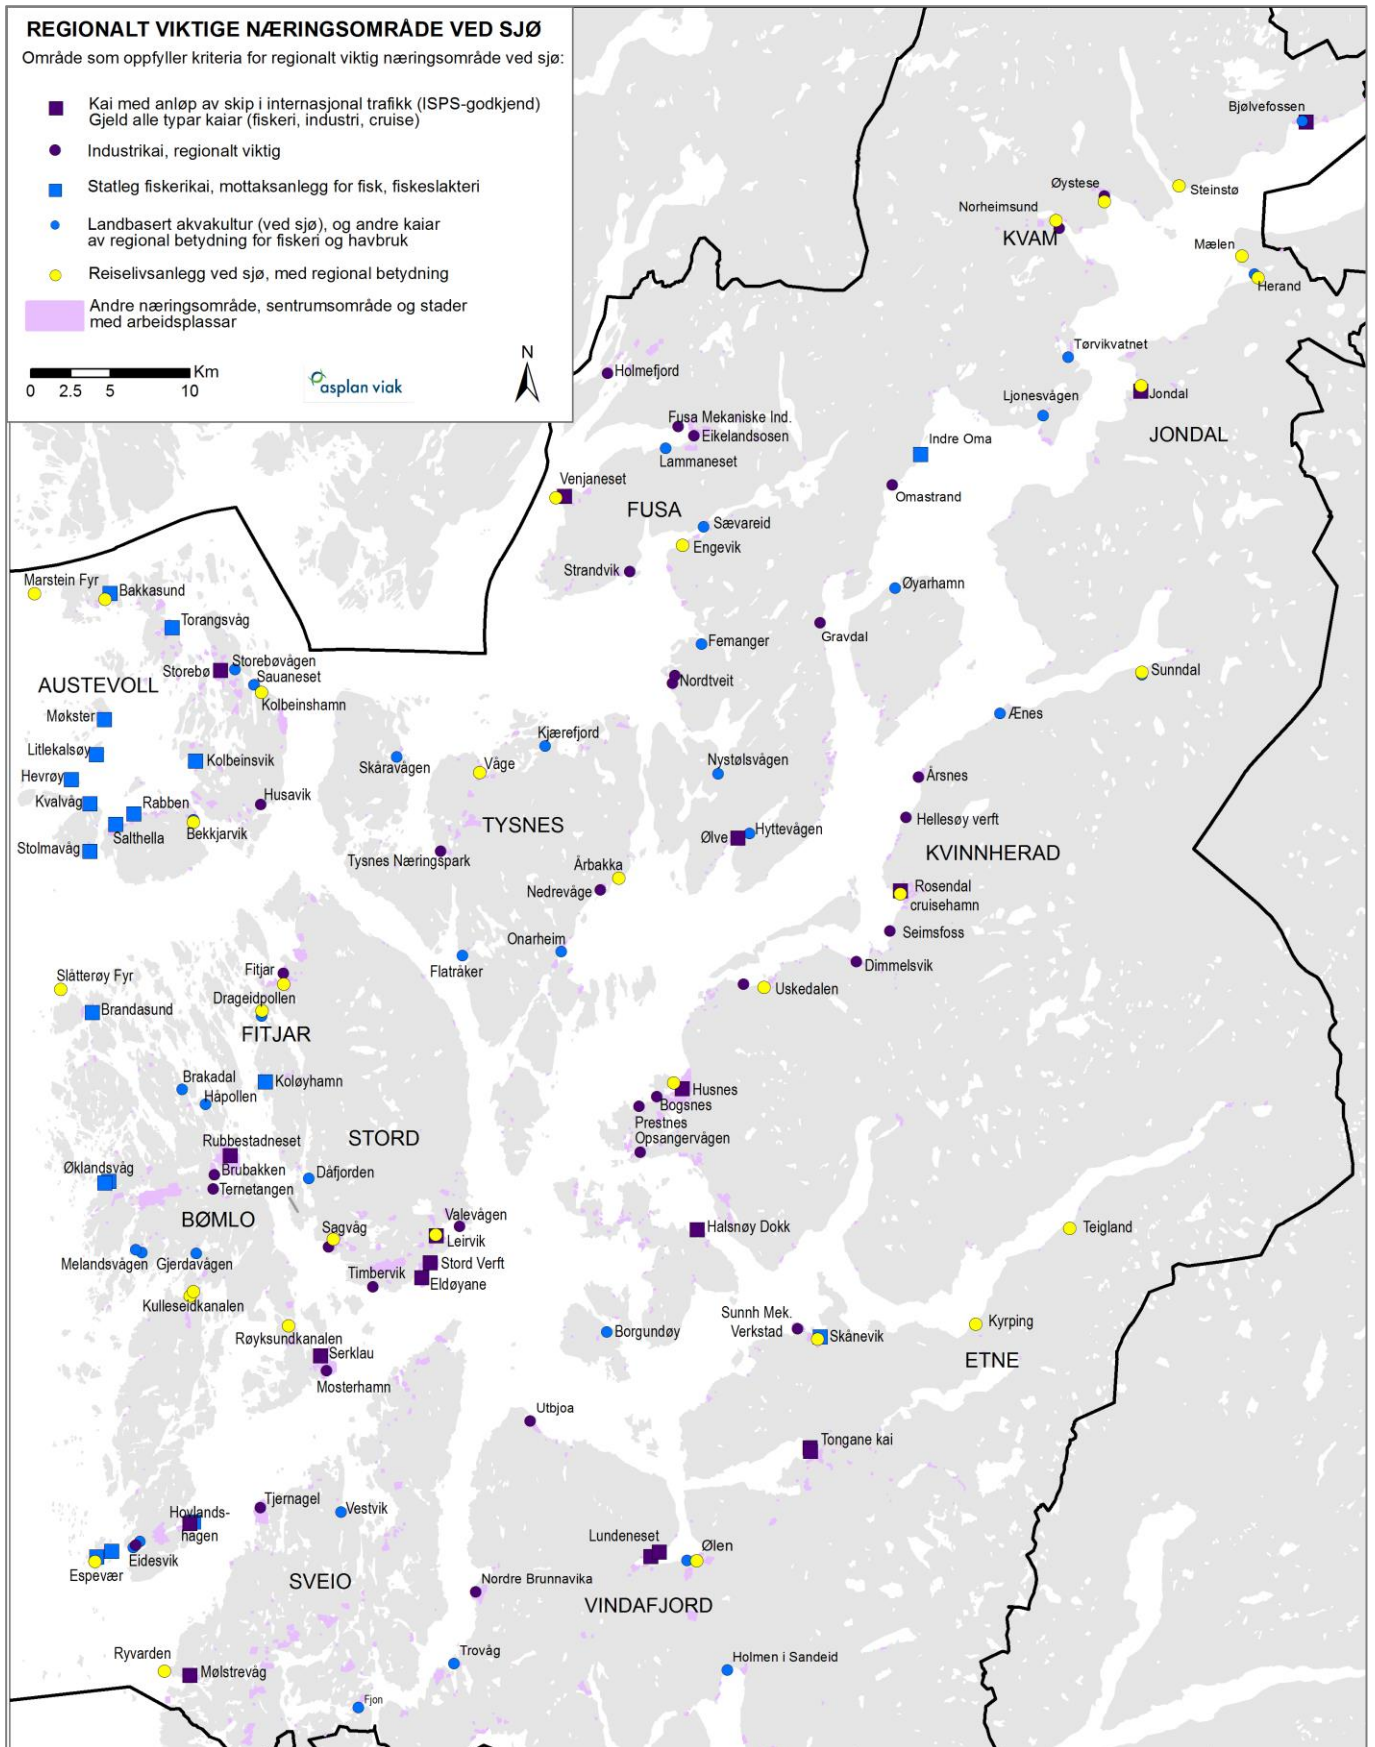 REGIONALT VIKTIGE NÆRINGSOMRÅDE VED SJØ
Område som oppfyller kriteria for regionalt viktig næringsområde ved sjø:
Kai med anløp av skip i internasjonal trafikk (ISPS-godkjend)
Gjeld alle typar kaiar (fiskeri, industri, cruise)
Industrikai, regionalt viktig
Statleg fiskerikai, mottaksanlegg for fisk, fiskeslakteri
Landbasert akvakultur (ved sjø), og andre kaiar
av regional betydning for fiskeri og havbruk
Reiselivsanlegg ved sjø, med regional betydning
Andre næringsområde, sentrumsområde og stader
med arbeidsplassar
Km
0 2.5 5 10
asplan viak
N
Bjølvefossen
Steinstø
Øystese
Norheimsund
KVAM
Mælen
Herand
Tørvikvatnet
Jondal
Ljonesvågen
JONDAL
Indre Oma
Omastrand
Holmefjord
Fusa Mekaniske Ind.
Eikelandsosen
Lammaneset
Venjaneset
FUSA
Sævareid
Engevik
Strandvik
Øyarhamn
Gravdal
Femanger
Nordtveit
Sunndal
Ænes
Marstein Fyr
Bakkasund
Torangsvåg
Storebøvågen
Storebø
Sauaneset
Kolbeinshamn
AUSTEVOLL
Møkster
Litlekalsøy
Kolbeinsvik
Hevrøy
Kvalvåg
Rabben
Husavik
Salthella
Bekkjarvik
Stolmavåg
Skåravågen
Kjærefjord
Våge
TYSNES
Tysnes Næringspark
Årbakka
Nedrevåge
Onarheim
Flatråker
Nystølsvågen
Ølve
Hyttevågen
Årsnes
Hellesøy verft
KVINNHERAD
Rosendal
cruisehamn
Seimsfoss
Dimmelsvik
Uskedalen
Fitjar
Slåtterøy Fyr
Drageidpollen
Brandasund
FITJAR
Brakadal
Håpollen
Koløyhamn
Husnes
Bogsnes
Prestnes
Opsangervågen
STORD
Rubbestadneset
Øklandsvåg
Brubakken
Ternetangen
Dåfjorden
BØMLO
Valevågen
Sagvåg
Leirvik
Halsnøy Dokk
Teigland
Melandsvågen
Gjerdavågen
Stord Verft
Timbervik
Eldøyane
Kulleseidkanalen
Røyksundkanalen
Serklau
Mosterhamn
Borgundøy
Sunnh Mek.
Verkstad
Skånevik
Kyrping
ETNE
Utbjoa
Tongane kai
Tjernagel
Vestvik
Hovlands-
hagen
Eidesvik
Espevær
Lundeneset
Ølen
SVEIO
Nordre Brunnavika
VINDAFJORD
Ryvarden
Mølstrevåg
Trovåg
Holmen i Sandeid
Fjon